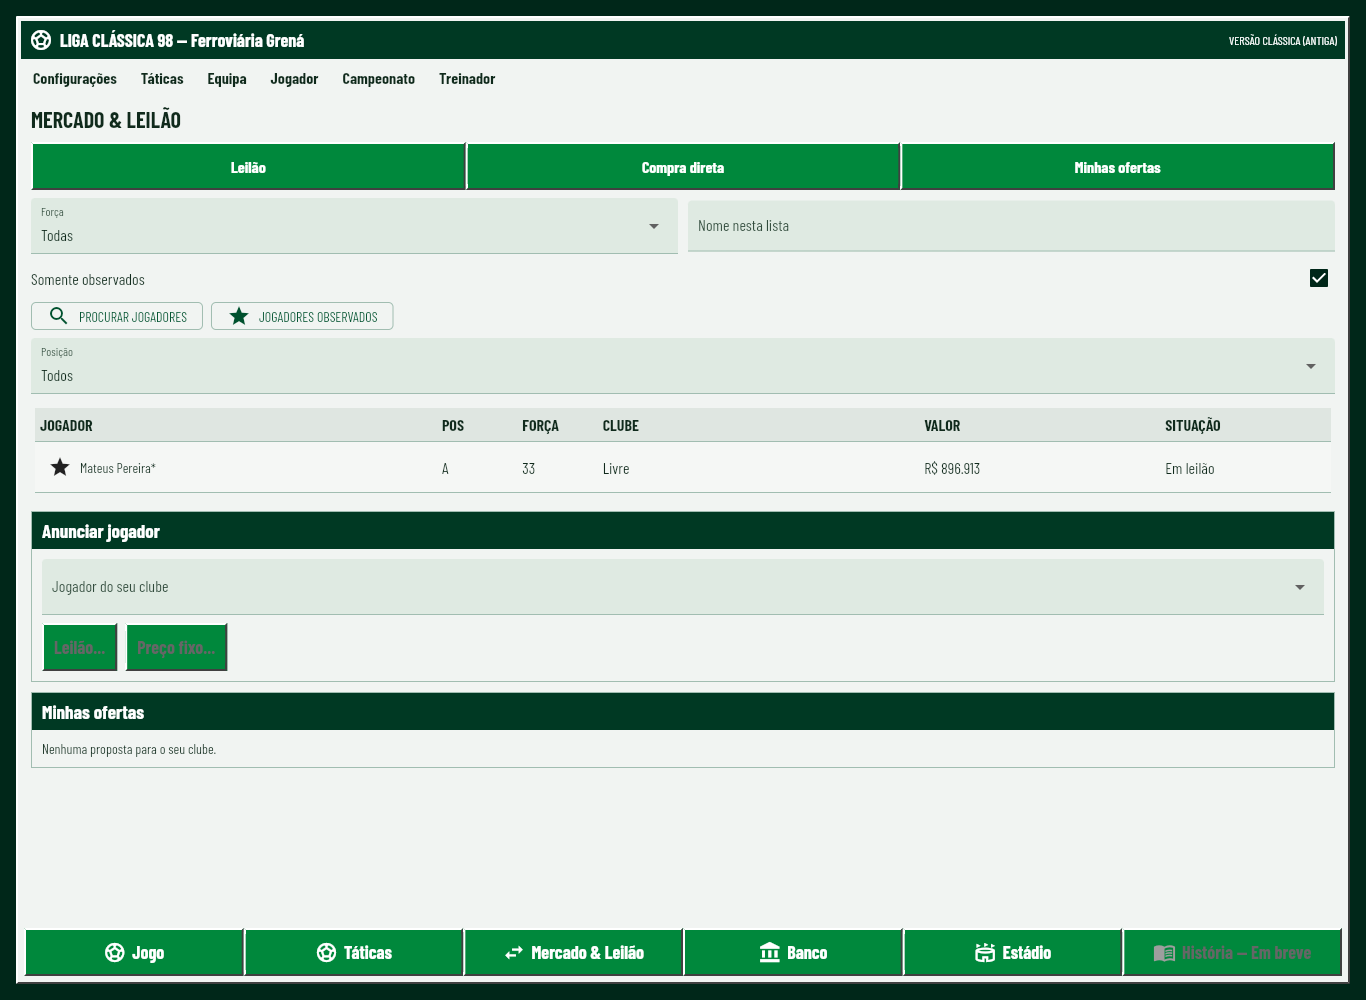 LIGA CLÁSSICA 98 — Ferroviária Grená
VERSÃO CLÁSSICA (ANTIGA)
Configurações Táticas Equipa Jogador Campeonato Treinador
MERCADO & LEILÃO
Leilão Compra direta Minhas ofertas
Força
Todas
Nome nesta lista
Somente observados
PROCURAR JOGADORES JOGADORES OBSERVADOS
Posição
Todos
JOGADOR POS FORÇA CLUBE VALOR SITUAÇÃO
Mateus Pereira* A 33 Livre R$ 896.913 Em leilão
Anunciar jogador
Jogador do seu clube
Leilão... Preço fixo...
Minhas ofertas
Nenhuma proposta para o seu clube.
Jogo Táticas Mercado & Leilão Banco Estádio História — Em breve